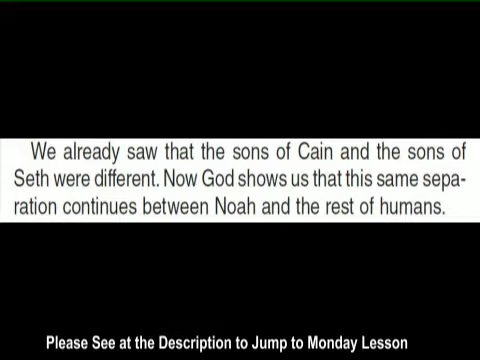 We already saw that the sons of Cain and the sons of
Seth were different. Now God shows us that this same sepa-
ration continues between Noah and the rest of humans.
Please See at the Description to Jump to Monday Lesson